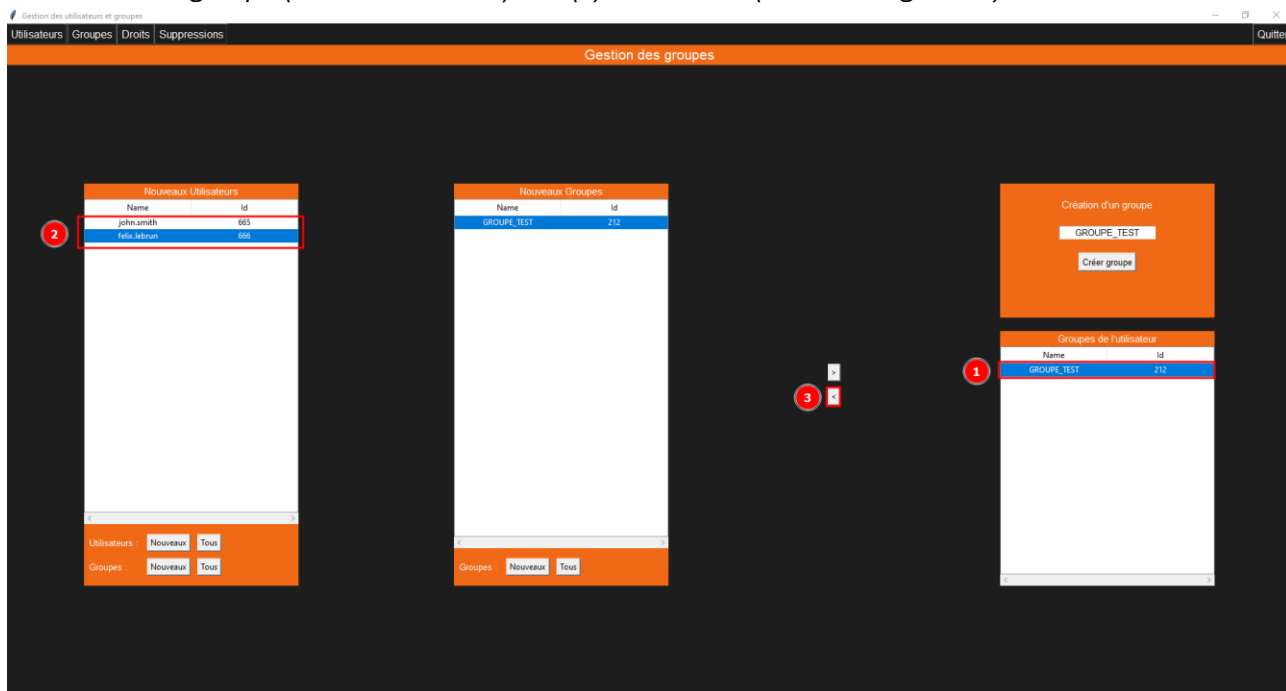 Gestion des utilisateurs et groupes
Utilisateurs Groupes Droits Suppressions Quitter
Gestion des groupes
Nouveaux Utilisateurs
Name Id
john.smith 665
felix.lebrun 666
2
Utilisateurs : Nouveaux Tous
Groupes : Nouveaux Tous
Nouveaux Groupes
Name Id
GROUPE_TEST 212
Groupes : Nouveaux Tous
>
3 <
Création d'un groupe
GROUPE_TEST
Créer groupe
Groupes de l'utilisateur
Name Id
1 GROUPE_TEST 212